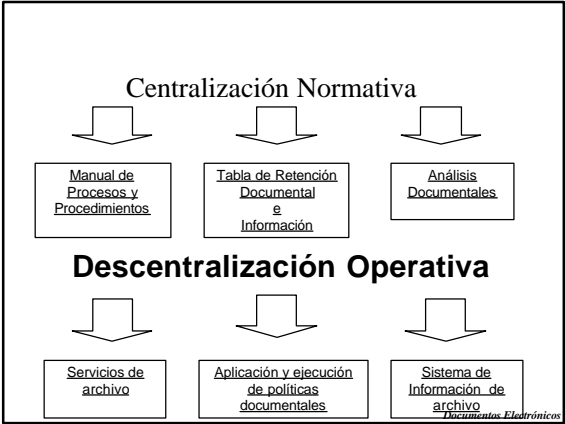 Centralización Normativa
Manual de
Procesos y
Procedimientos
Tabla de Retención
Documental
e
Información
Análisis
Documentales
Descentralización Operativa
Servicios de
archivo
Aplicación y ejecución
de políticas
documentales
Sistema de
Información de
archivo
Documentos Electrónicos